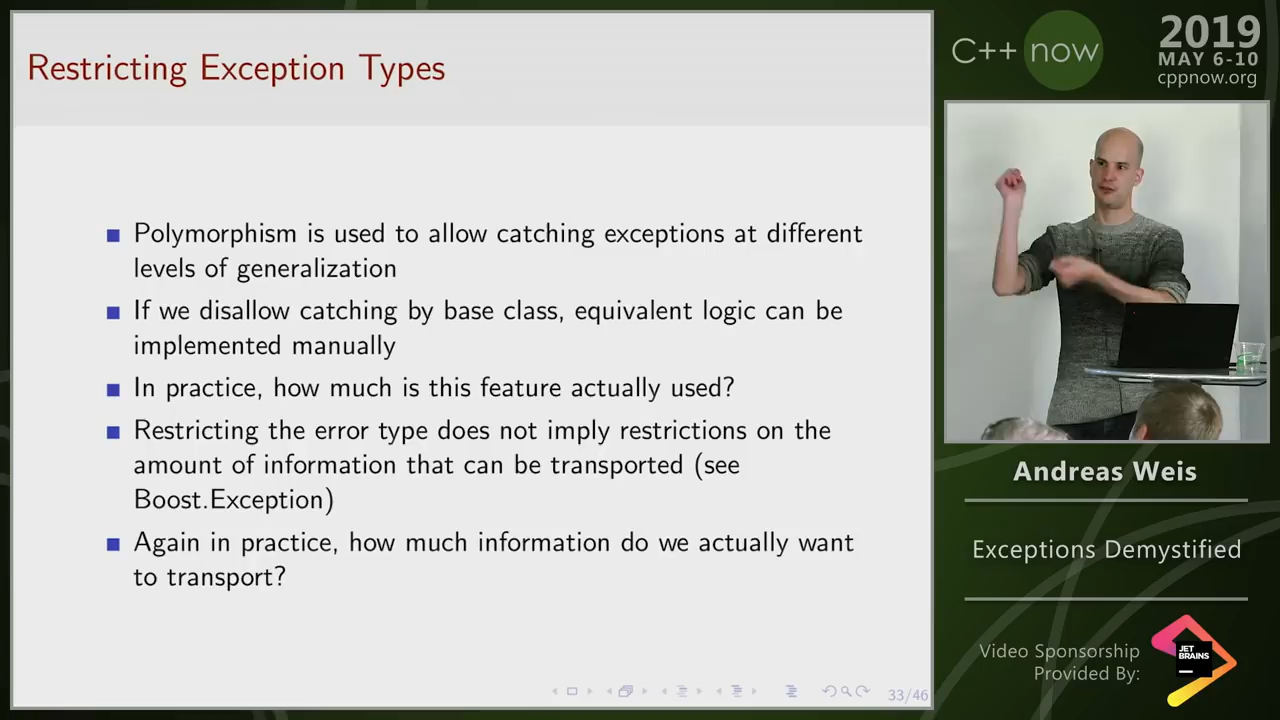 Restricting Exception Types
Polymorphism is used to allow catching exceptions at different
levels of generalization
If we disallow catching by base class, equivalent logic can be
implemented manually
In practice, how much is this feature actually used?
Restricting the error type does not imply restrictions on the
amount of information that can be transported (see
Boost.Exception)
Again in practice, how much information do we actually want
to transport?
33/46
C++ now
2019
MAY 6-10
cppnow.org
Andreas Weis
Exceptions Demystified
Video Sponsorship
Provided By:
JET
BRAINS